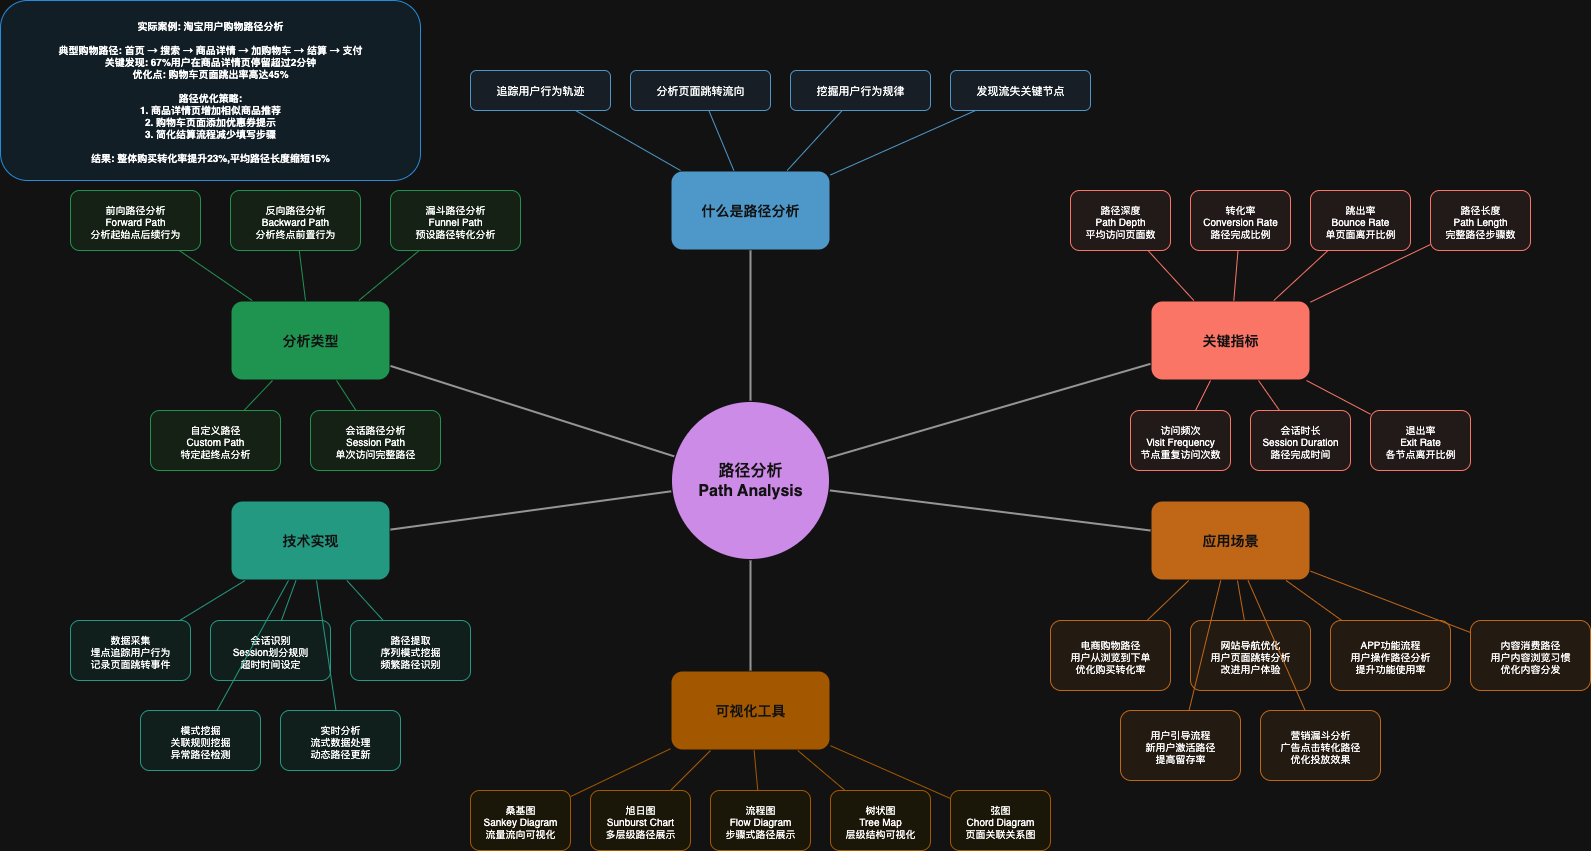 实际案例: 淘宝用户购物路径分析
典型购物路径: 首页 → 搜索 → 商品详情 → 加购物车 → 结算 → 支付
关键发现: 67%用户在商品详情页停留超过2分钟
优化点: 购物车页面跳出率高达45%
路径优化策略:
1. 商品详情页增加相似商品推荐
2. 购物车页面添加优惠券提示
3. 简化结算流程减少填写步骤
结果: 整体购买转化率提升23%,平均路径长度缩短15%
追踪用户行为轨迹
分析页面跳转流向
挖掘用户行为规律
发现流失关键节点
什么是路径分析
前向路径分析
Forward Path
分析起始点后续行为
反向路径分析
Backward Path
分析终点前置行为
漏斗路径分析
Funnel Path
预设路径转化分析
分析类型
自定义路径
Custom Path
特定起终点分析
会话路径分析
Session Path
单次访问完整路径
路径深度
Path Depth
平均访问页面数
转化率
Conversion Rate
路径完成比例
跳出率
Bounce Rate
单页面离开比例
路径长度
Path Length
完整路径步骤数
关键指标
访问频次
Visit Frequency
节点重复访问次数
会话时长
Session Duration
路径完成时间
退出率
Exit Rate
各节点离开比例
路径分析
Path Analysis
技术实现
数据采集
埋点追踪用户行为
记录页面跳转事件
会话识别
Session划分规则
超时时间设定
路径提取
序列模式挖掘
频繁路径识别
模式挖掘
关联规则挖掘
异常路径检测
实时分析
流式数据处理
动态路径更新
应用场景
电商购物路径
用户从浏览到下单
优化购买转化率
网站导航优化
用户页面跳转分析
改进用户体验
APP功能流程
用户操作路径分析
提升功能使用率
内容消费路径
用户内容浏览习惯
优化内容分发
用户引导流程
新用户激活路径
提高留存率
营销漏斗分析
广告点击转化路径
优化投放效果
可视化工具
桑基图
Sankey Diagram
流量流向可视化
旭日图
Sunburst Chart
多层级路径展示
流程图
Flow Diagram
步骤式路径展示
树状图
Tree Map
层级结构可视化
弦图
Chord Diagram
页面关联关系图